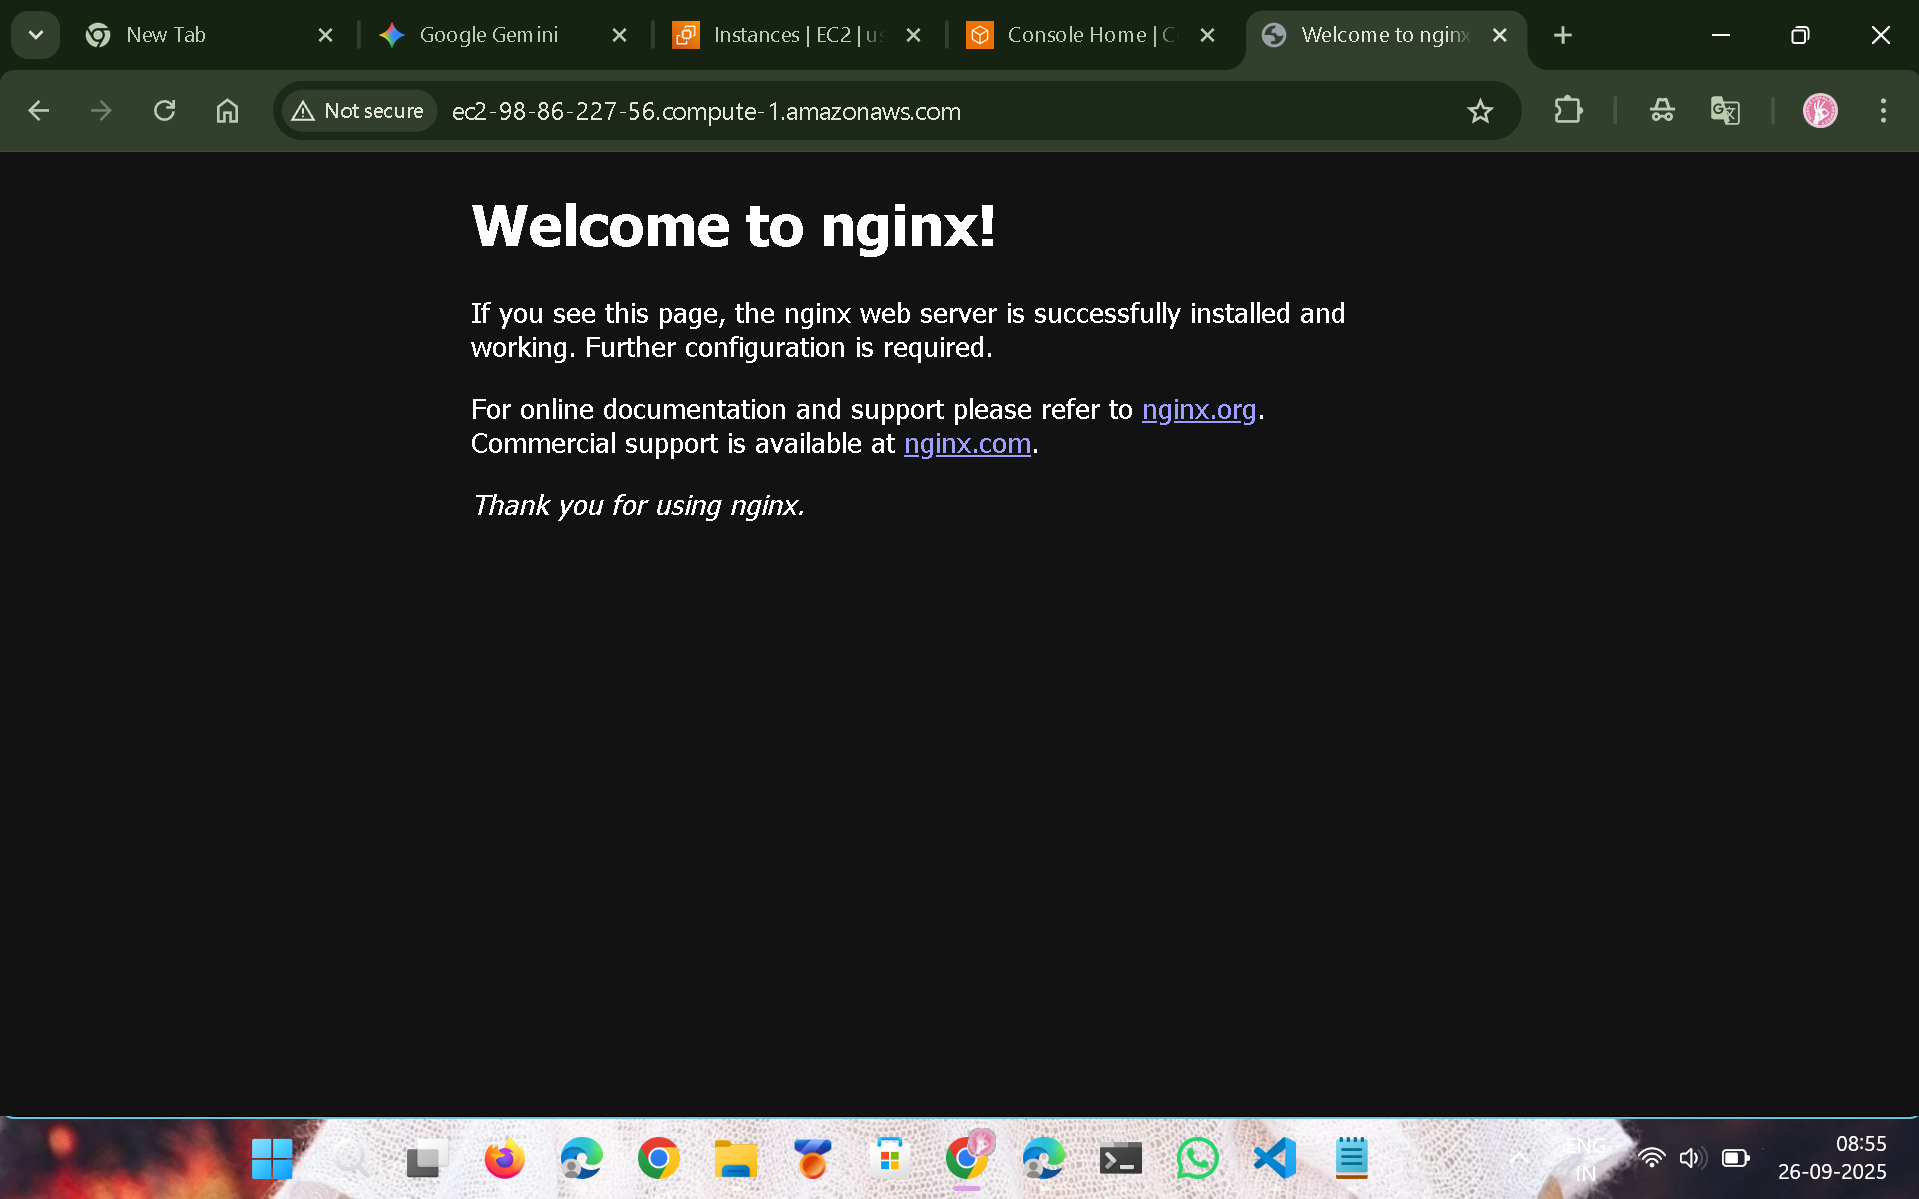 New Tab
Google Gemini
Instances | EC2 | us
Console Home | C
Welcome to nginx
Not secure
ec2-98-86-227-56.compute-1.amazonaws.com
Welcome to nginx!
If you see this page, the nginx web server is successfully installed and
working. Further configuration is required.
For online documentation and support please refer to nginx.org.
Commercial support is available at nginx.com.
Thank you for using nginx.
ENG
IN
08:55
26-09-2025